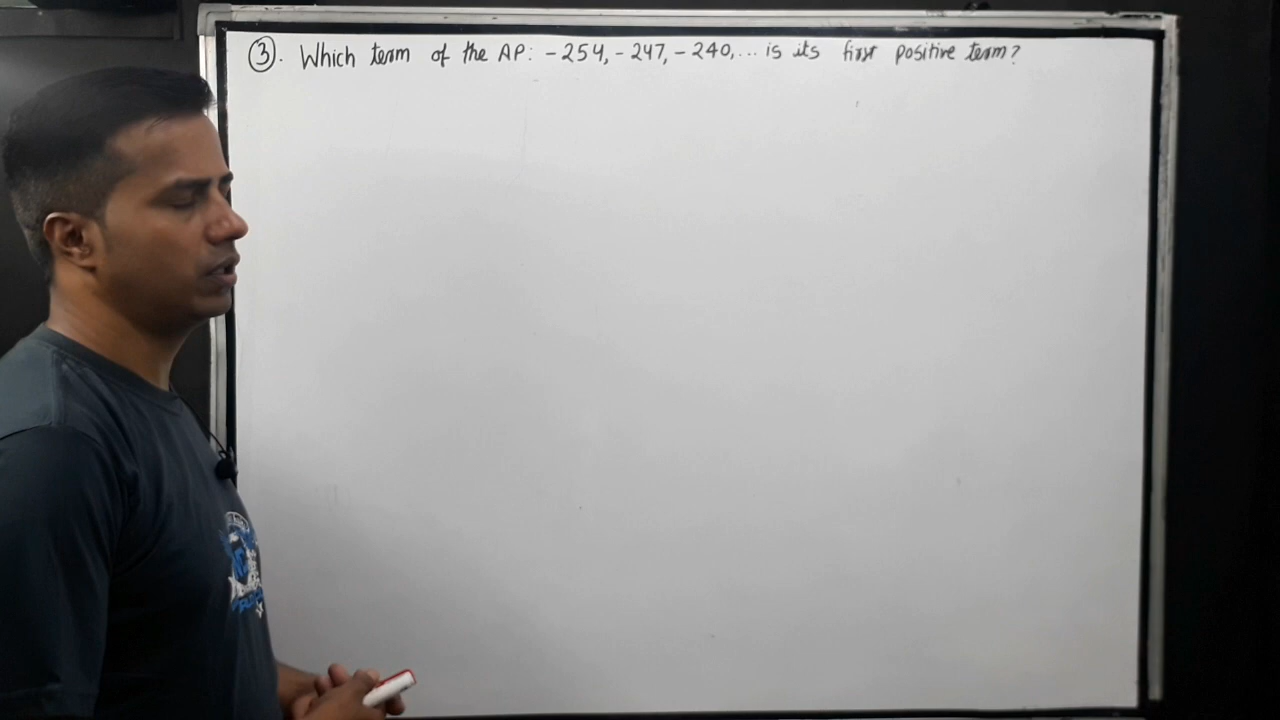 ③. Which term of the AP: -254, -247, -240,... is its first positive term?